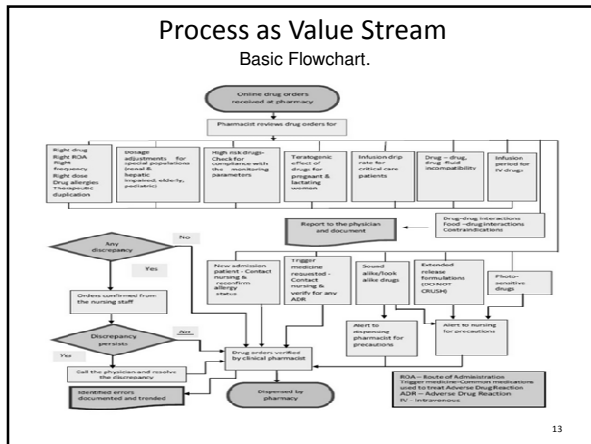 Process as Value Stream
Basic Flowchart.
Online drug orders
received at pharmacy
Pharmacist reviews drug orders for
Right drug
Right ROA
Right
frequency
Right dose
Drug allergies
Therapeutic
duplication
Dosage
adjustments for
special populations
(renal &
hepatic
impaired, elderly,
pediatric)
High risk drugs-
Check for
compliance with
the monitoring
parameters
Teratogenic
effect of
drugs for
pregnant &
lactating
women
Infusion drip
rate for
critical care
patients
Drug – drug,
drug-fluid
incompatibility
Infusion
period for
IV drugs
Report to the physician
and document
Drug-drug Interactions
Food –drug Interactions
Contraindications
Any
discrepancy
No
Yes
New admission
patient - Contact
nursing &
reconfirm
allergy
status
Trigger
medicine
requested -
Contact
nursing &
verify for any
ADR
Sound
alike/look
alike drugs
Extended
release
formulations
(DO NOT
CRUSH)
Photo-
sensitive
drugs
Orders confirmed from
the nursing staff
Discrepancy
persists
Yes
Alert to
dispensing
pharmacist for
precautions
Alert to nursing
for precautions
Drug orders verified
by clinical pharmacist
Call the physician and resolve
the discrepancy
Identified errors
documented and trended
Dispensed by
pharmacy
ROA – Route of Administration
Trigger medicine-Common medications
used to treat Adverse Drug Reaction
ADR – Adverse Drug Reaction
IV - Intravenous
13